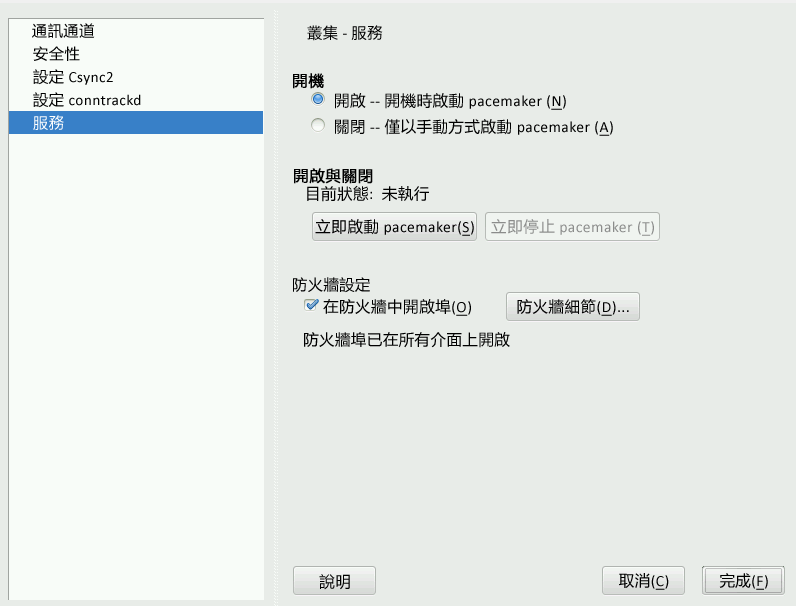 通訊通道
安全性
設定 Csync2
設定 conntrackd
服務
叢集 - 服務
開機
開啟 -- 開機時啟動 pacemaker (N)
關閉 -- 僅以手動方式啟動 pacemaker (A)
開啟與關閉
目前狀態: 未執行
立即啟動 pacemaker(S) 立即停止 pacemaker (T)
防火牆設定
在防火牆中開啟埠(O) 防火牆細節(D)...
防火牆埠已在所有介面上開啟
說明 取消(C) 完成(F)